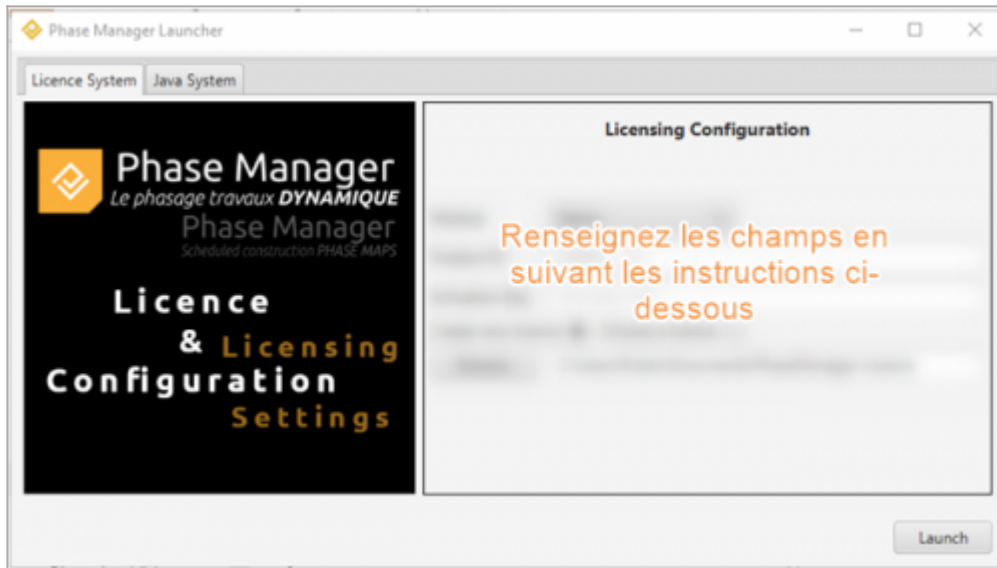 Phase Manager Launcher
Licence System
Java System
Phase Manager
Le phasage travaux DYNAMIQUE
Phase Manager
Scheduled construction PHASE MAPS
Licence
& Licensing
Configuration
Settings
Licensing Configuration
Renseignez les champs en
suivant les instructions ci-
dessous
Launch